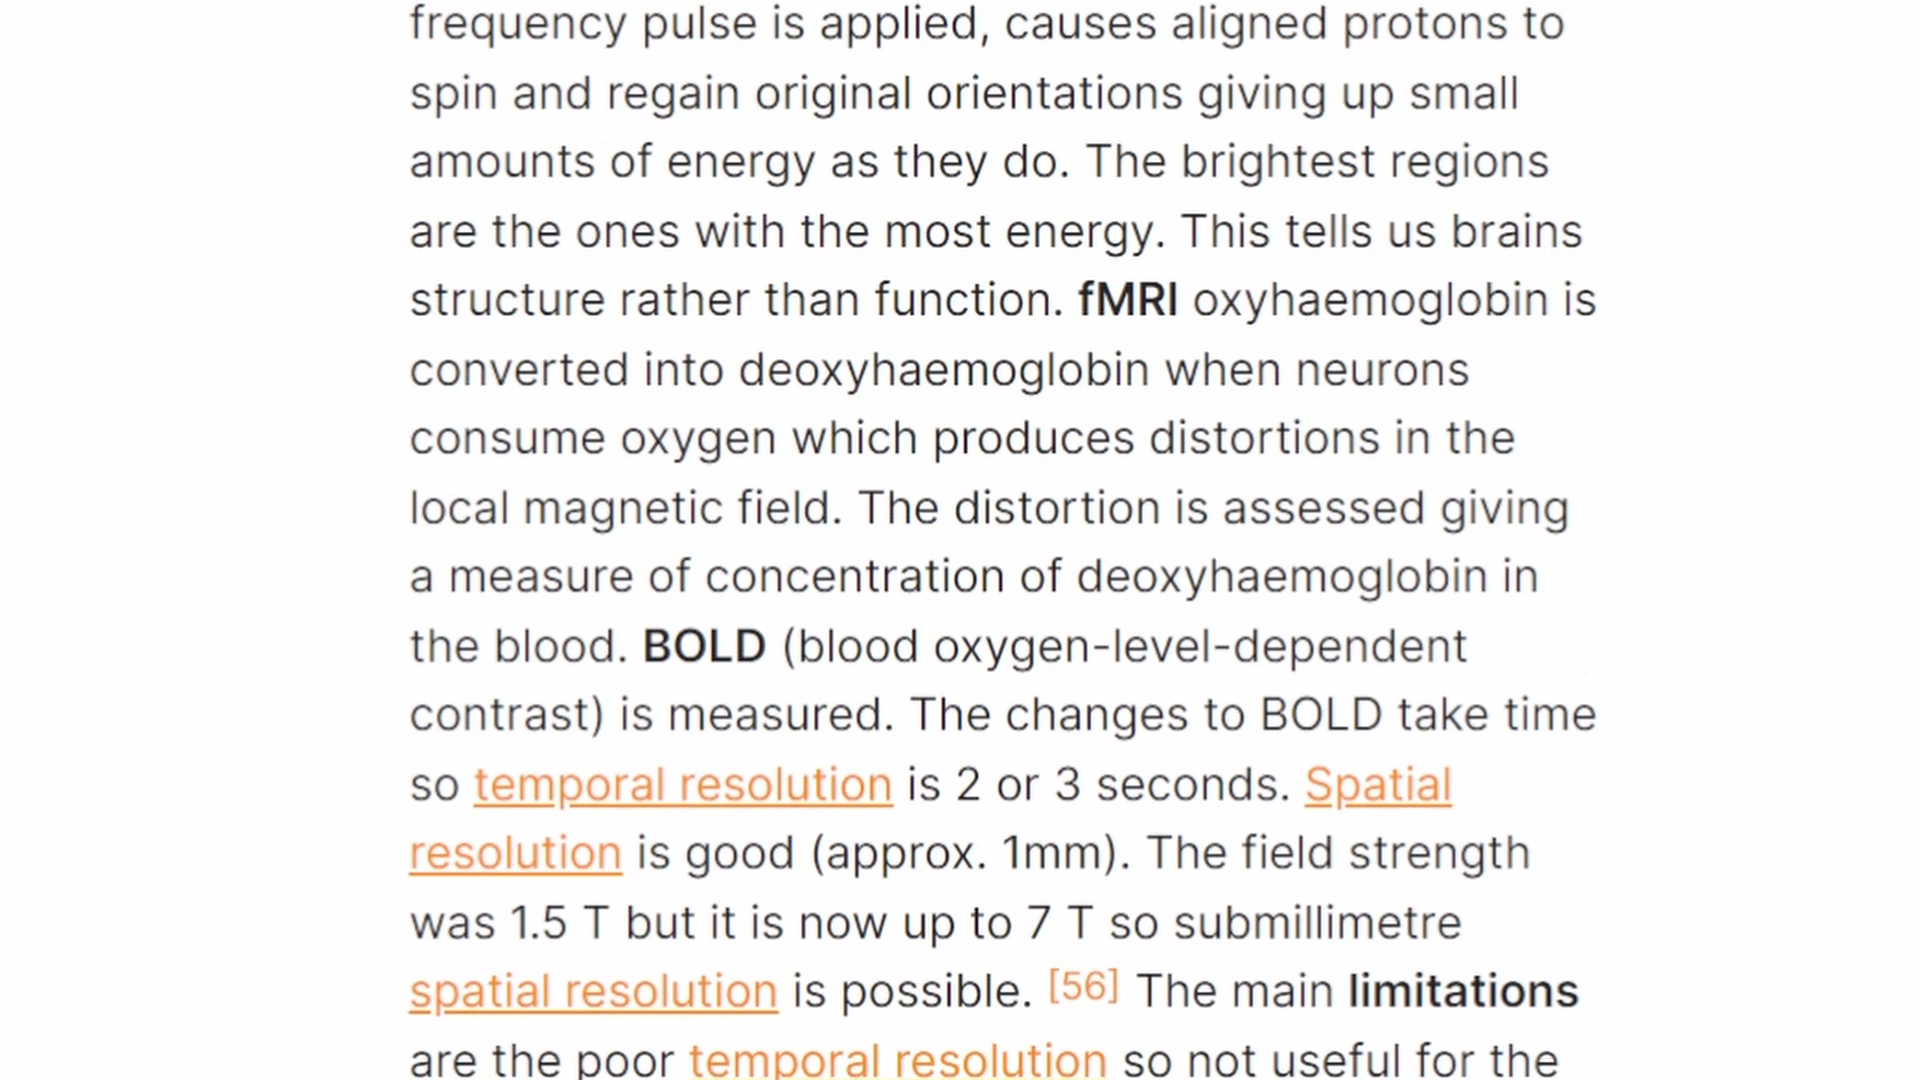 frequency pulse is applied, causes aligned protons to
spin and regain original orientations giving up small
amounts of energy as they do. The brightest regions
are the ones with the most energy. This tells us brains
structure rather than function. fMRI oxyhaemoglobin is
converted into deoxyhaemoglobin when neurons
consume oxygen which produces distortions in the
local magnetic field. The distortion is assessed giving
a measure of concentration of deoxyhaemoglobin in
the blood. BOLD (blood oxygen-level-dependent
contrast) is measured. The changes to BOLD take time
so temporal resolution is 2 or 3 seconds. Spatial
resolution is good (approx. 1mm). The field strength
was 1.5 T but it is now up to 7 T so submillimetre
spatial resolution is possible. [56] The main limitations
are the poor temporal resolution so not useful for the